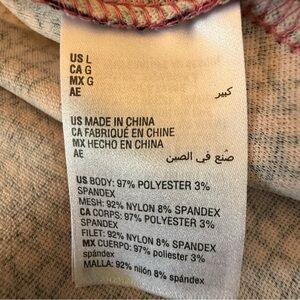 US L
CA G
MX G
AE كبير
US MADE IN CHINA
CA FABRIQUÉ EN CHINE
MX HECHO EN CHINA
AE صنع في الصين
US BODY: 97% POLYESTER 3%
SPANDEX
MESH: 92% NYLON 8% SPANDEX
CA CORPS: 97% POLYESTER 3%
SPANDEX
FILET: 92% NYLON 8% SPANDEX
MX CUERPO: 97% poliéster 3%
spándex
MALLA: 92% nilón 8% spándex